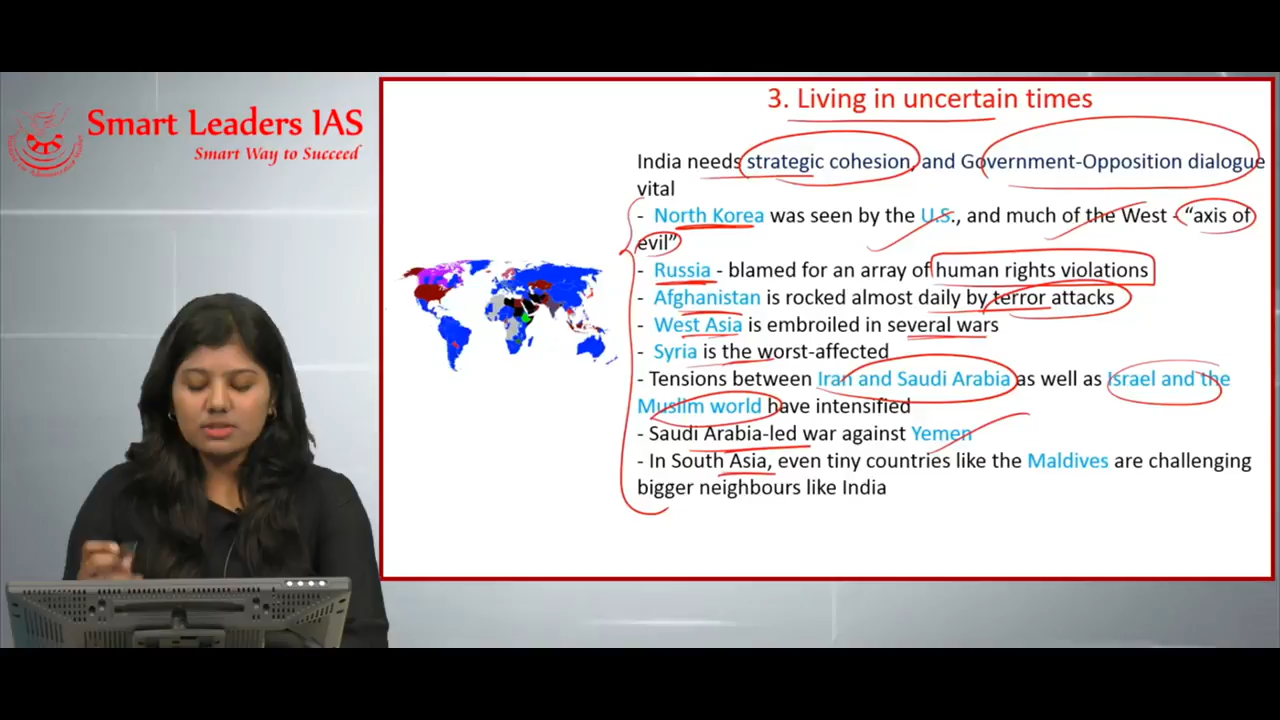 Smart Leaders IAS
Smart Way to Succeed
3. Living in uncertain times
India needs strategic cohesion, and Government-Opposition dialogue
vital
- North Korea was seen by the U.S., and much of the West - “axis of
evil”
- Russia - blamed for an array of human rights violations
- Afghanistan is rocked almost daily by terror attacks
- West Asia is embroiled in several wars
- Syria is the worst-affected
- Tensions between Iran and Saudi Arabia as well as Israel and the
Muslim world have intensified
- Saudi Arabia-led war against Yemen
- In South Asia, even tiny countries like the Maldives are challenging
bigger neighbours like India